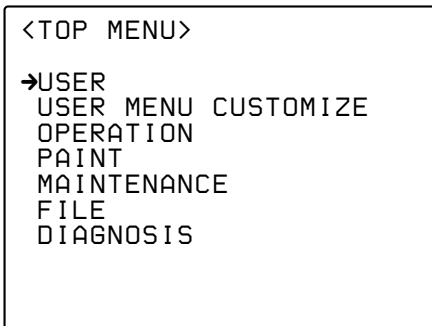 <TOP MENU>
→USER
USER MENU CUSTOMIZE
OPERATION
PAINT
MAINTENANCE
FILE
DIAGNOSIS